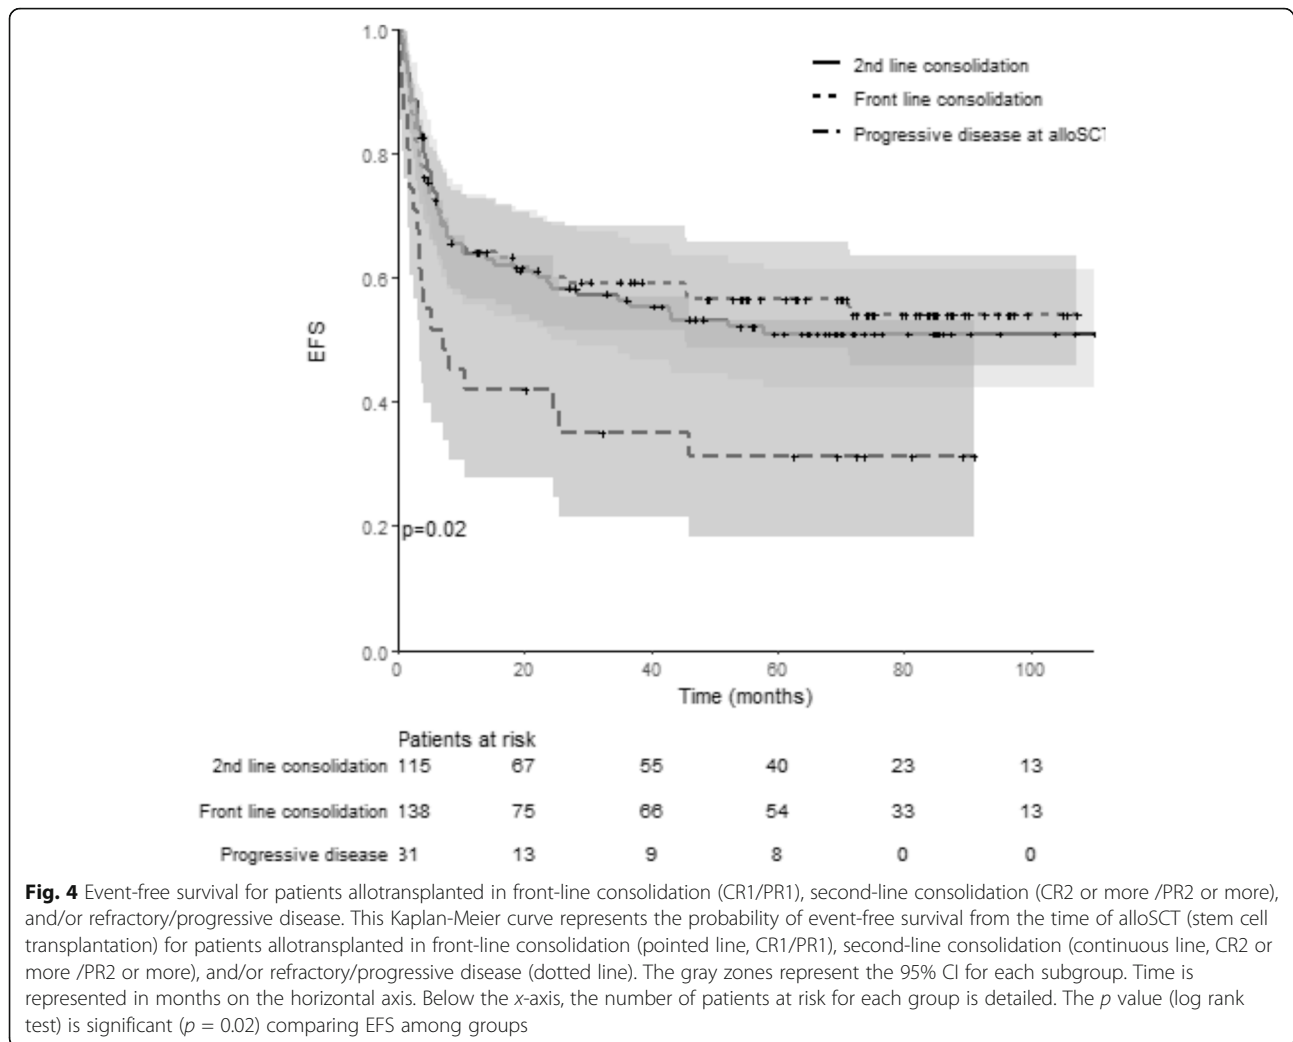 1.0
0.8
0.6
0.4
0.2
0.0
EFS
2nd line consolidation
Front line consolidation
Progressive disease at alloSCT
p=0.02
0 20 40 60 80 100
Time (months)
Patients at risk
2nd line consolidation 115 67 55 40 23 13
Front line consolidation 138 75 66 54 33 13
Progressive disease 31 13 9 8 0 0
Fig. 4 Event-free survival for patients allotransplanted in front-line consolidation (CR1/PR1), second-line consolidation (CR2 or more /PR2 or more),
and/or refractory/progressive disease. This Kaplan-Meier curve represents the probability of event-free survival from the time of alloSCT (stem cell
transplantation) for patients allotransplanted in front-line consolidation (pointed line, CR1/PR1), second-line consolidation (continuous line, CR2 or
more /PR2 or more), and/or refractory/progressive disease (dotted line). The gray zones represent the 95% CI for each subgroup. Time is
represented in months on the horizontal axis. Below the x-axis, the number of patients at risk for each group is detailed. The p value (log rank
test) is significant (p = 0.02) comparing EFS among groups